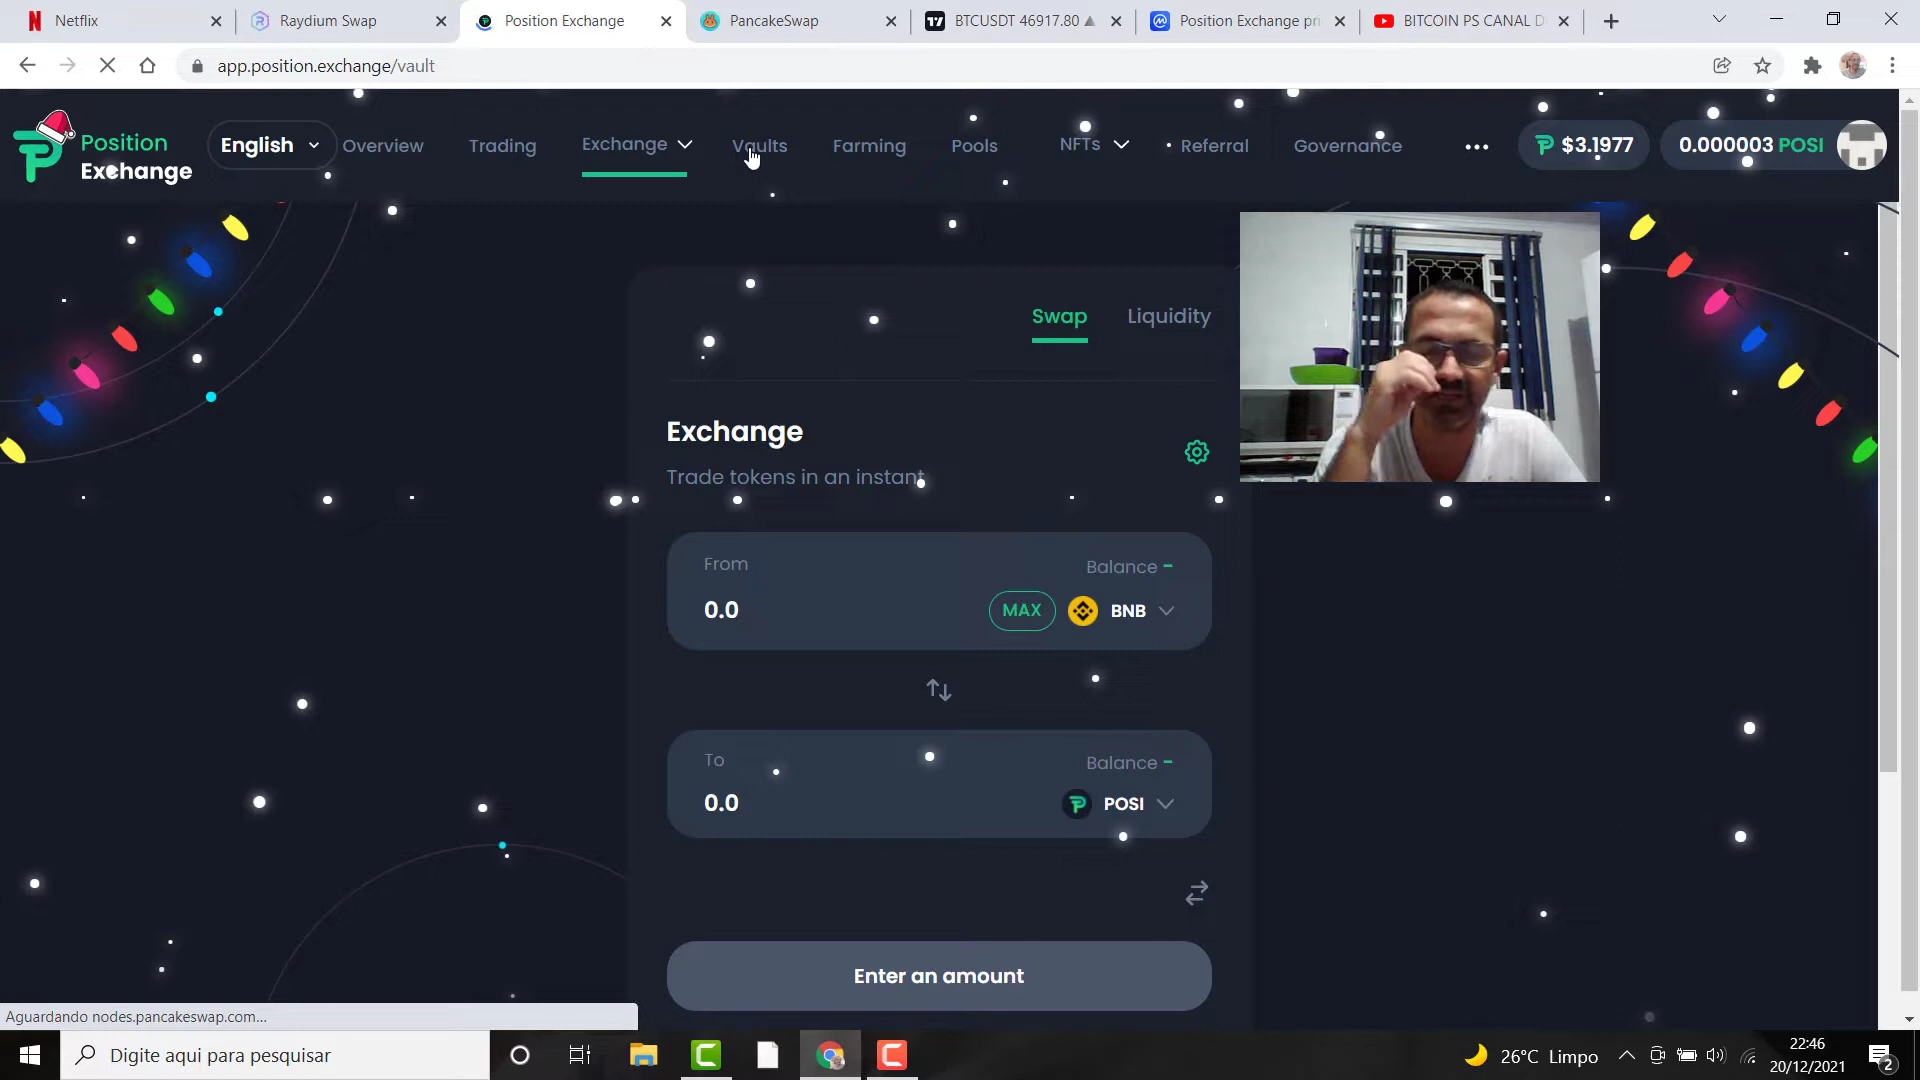 Netflix
Raydium Swap
Position Exchange
PancakeSwap
BTCUSDT 46917.80
Position Exchange pri
BITCOIN PS CANAL D
app.position.exchange/vault
Position
Exchange
English
Overview
Trading
Exchange
Vaults
Farming
Pools
NFTs
Referral
Governance
$3.1977
0.000003 POSI
Swap
Liquidity
Exchange
Trade tokens in an instant
From
Balance -
0.0
MAX
BNB
To
Balance -
0.0
POSI
Enter an amount
Aguardando nodes.pancakeswap.com...
Digite aqui para pesquisar
26°C Limpo
22:46
20/12/2021
2